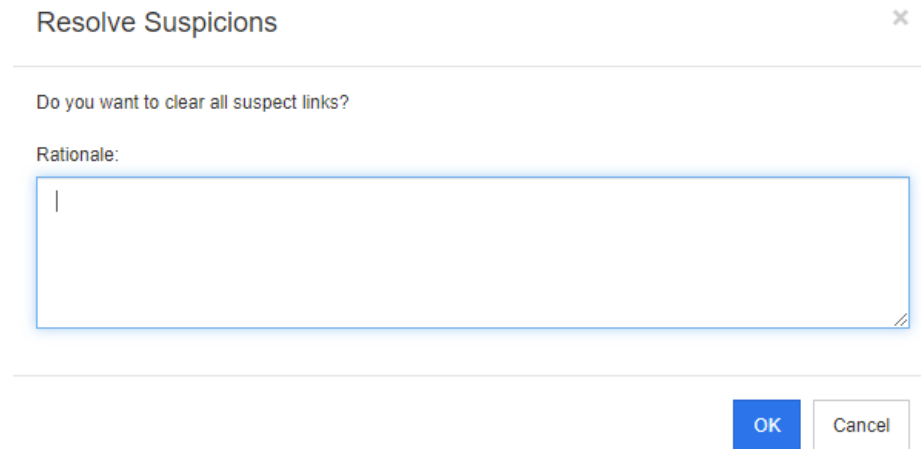 Resolve Suspicions
×
Do you want to clear all suspect links?
Rationale:
OK Cancel